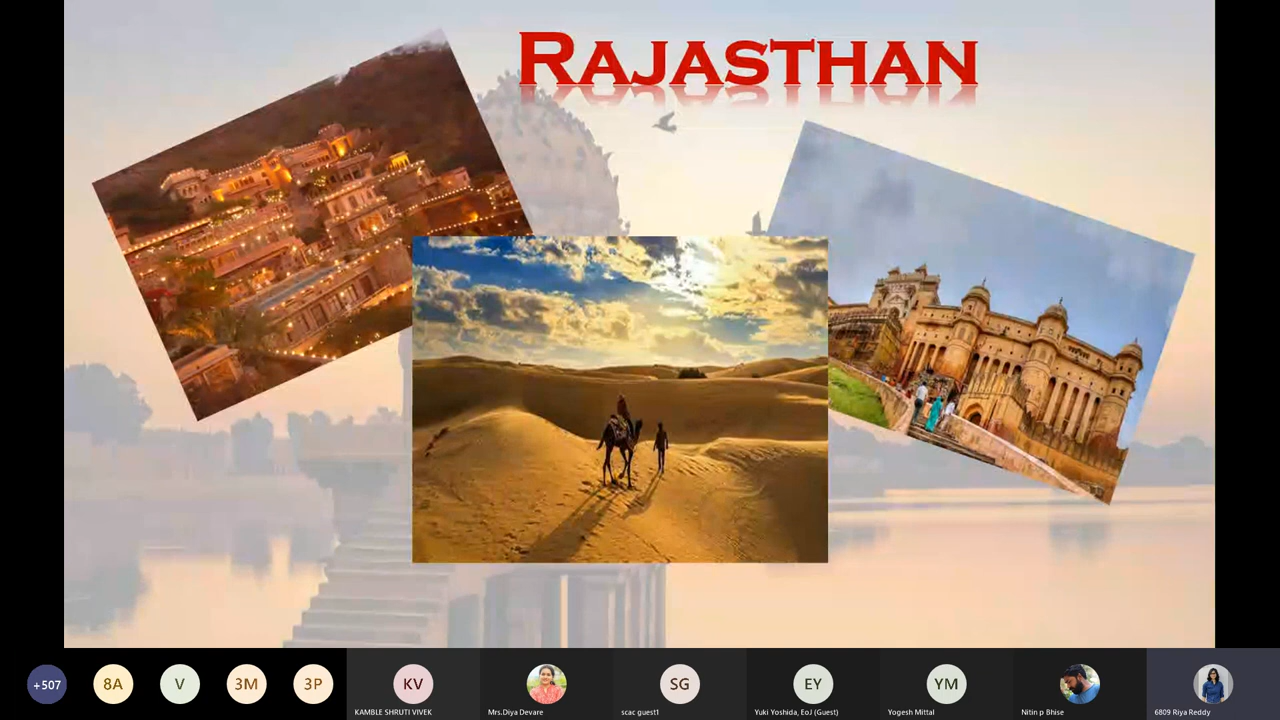 RAJASTHAN
+507
8A
V
3M
3P
KV
SG
EY
YM
KAMBLE SHRUTI VIVEK
Mrs.Diya Devare
scac guest1
Yuki Yoshida, EoJ (Guest)
Yogesh Mittal
Nitin p Bhise
6809 Riya Reddy